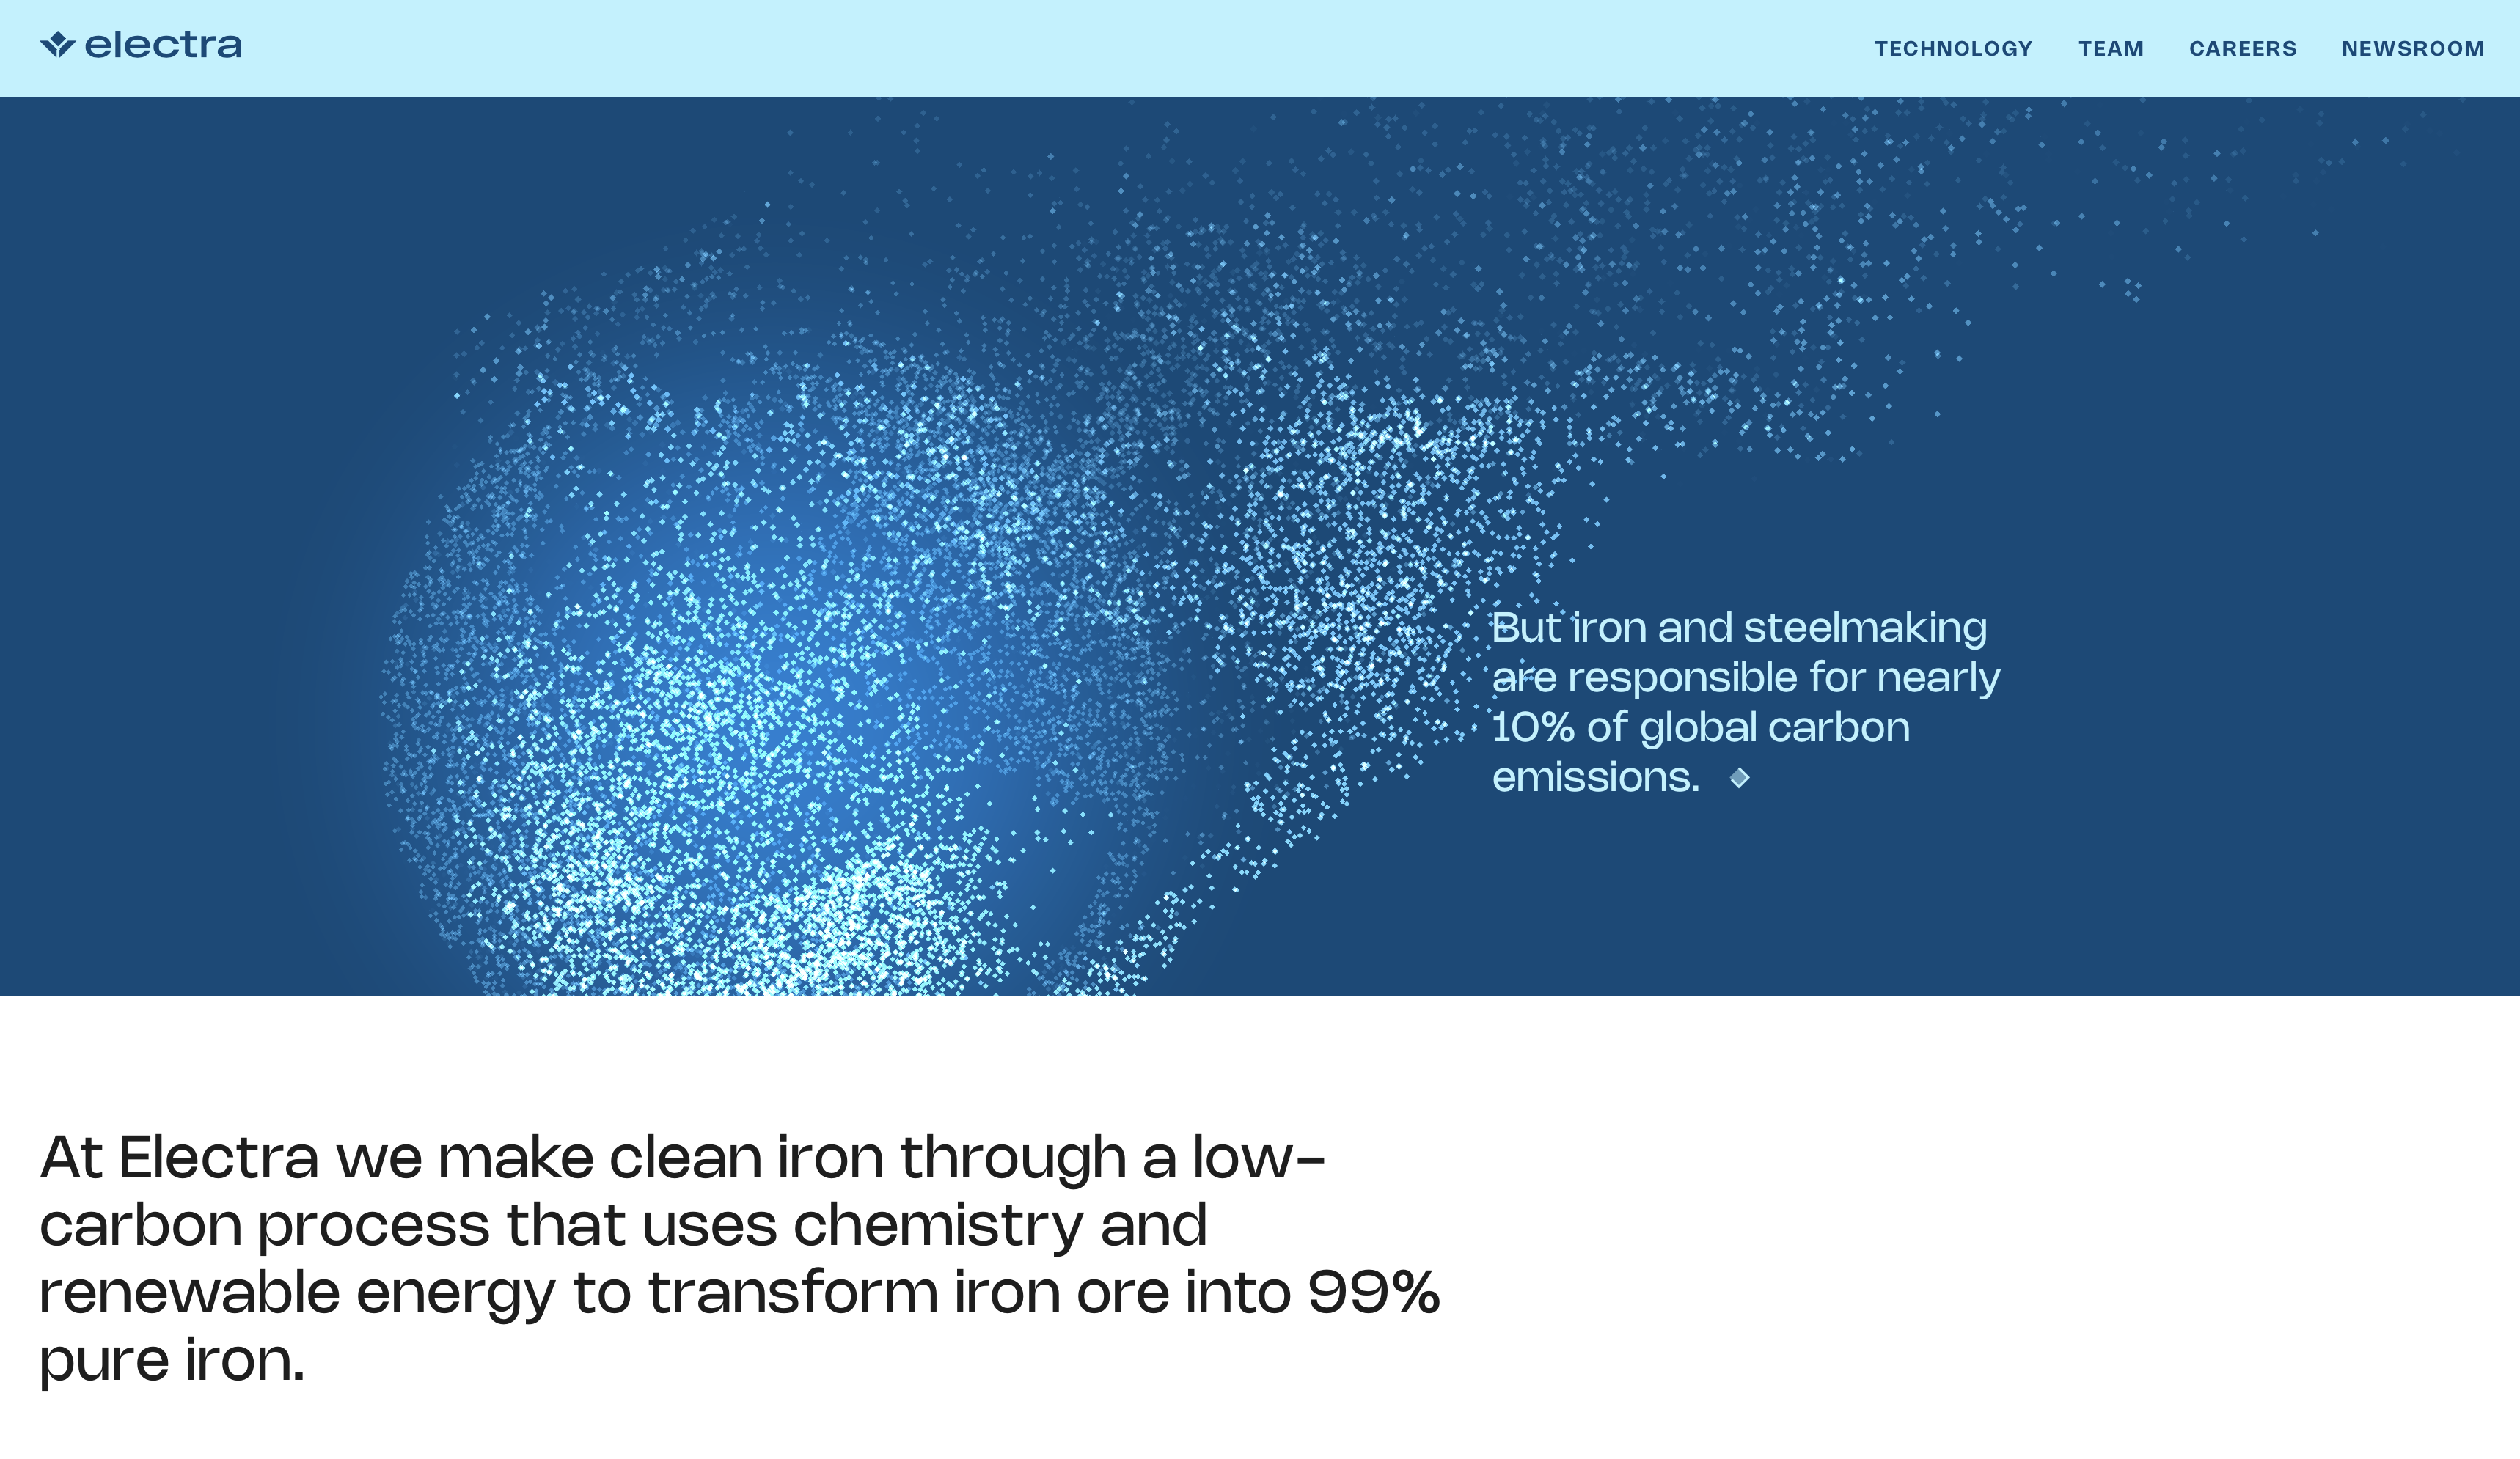 electra
TECHNOLOGY TEAM CAREERS NEWSROOM
But iron and steelmaking
are responsible for nearly
10% of global carbon
emissions.
At Electra we make clean iron through a low-
carbon process that uses chemistry and
renewable energy to transform iron ore into 99%
pure iron.